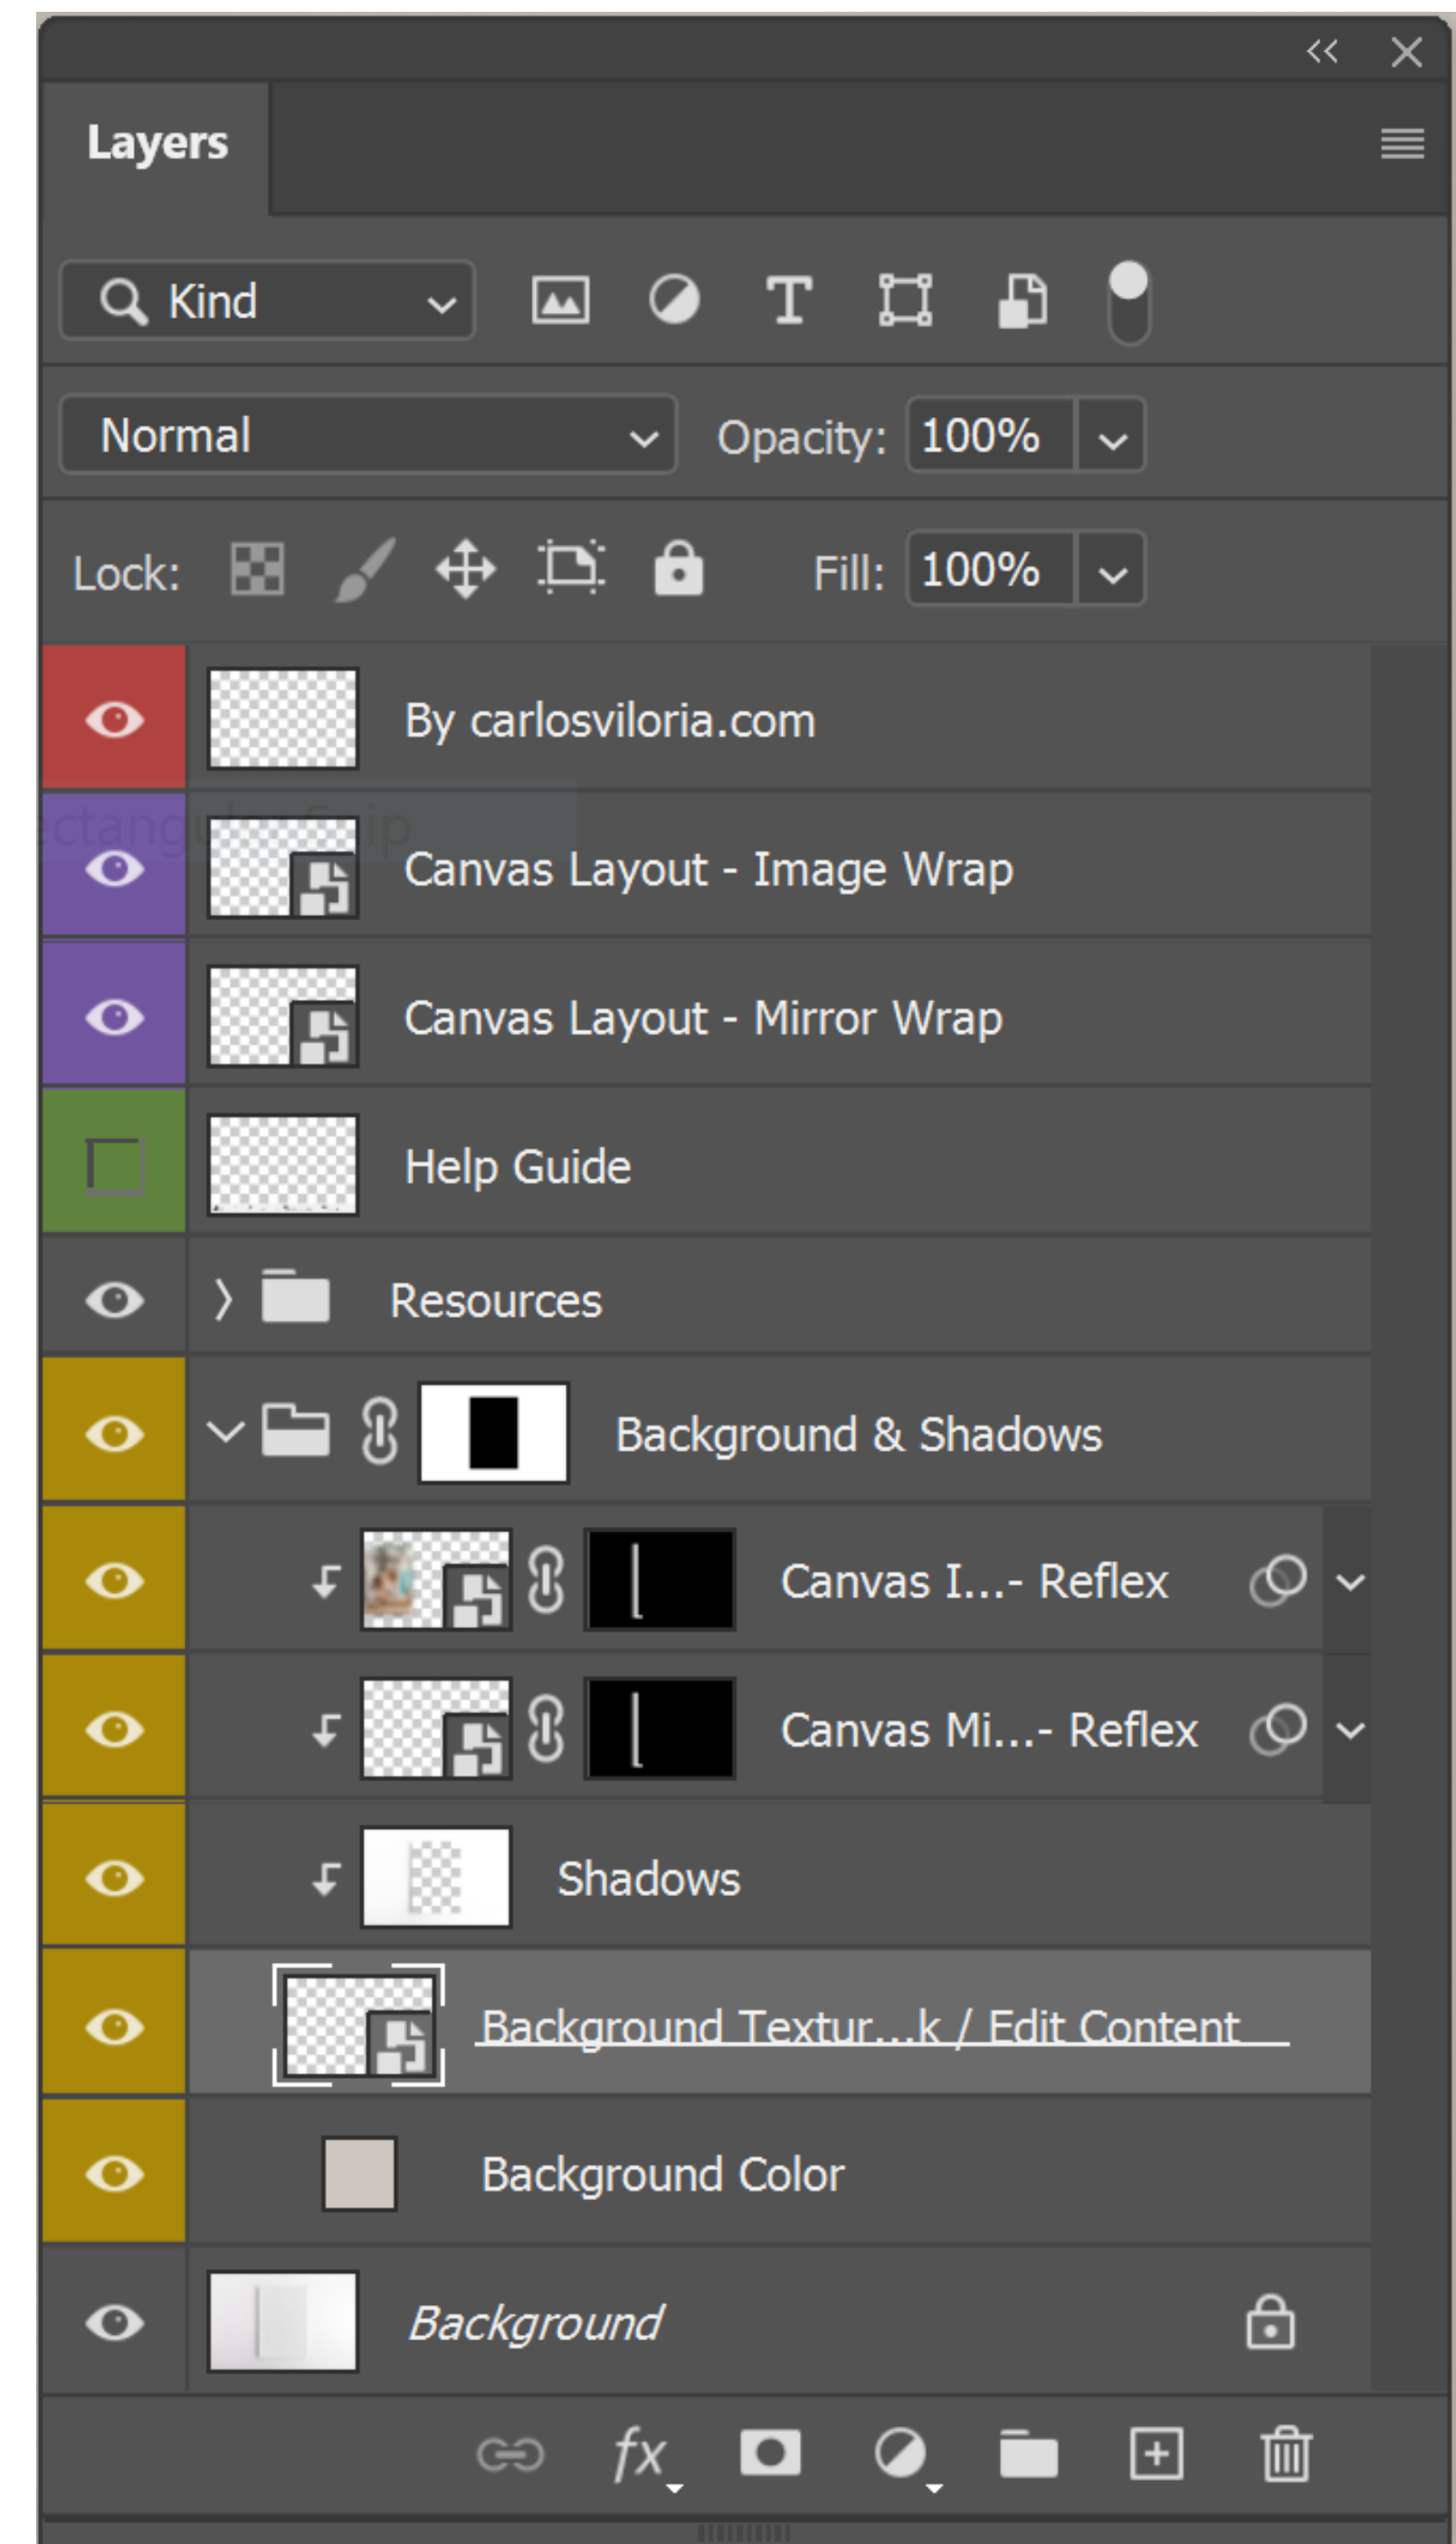 Layers
Kind
Normal Opacity: 100%
Lock: Fill: 100%
By carlosviloria.com
Canvas Layout - Image Wrap
Canvas Layout - Mirror Wrap
Help Guide
Resources
Background & Shadows
Canvas I...- Reflex
Canvas Mi...- Reflex
Shadows
Background Textur...k / Edit Content
Background Color
Background
fx